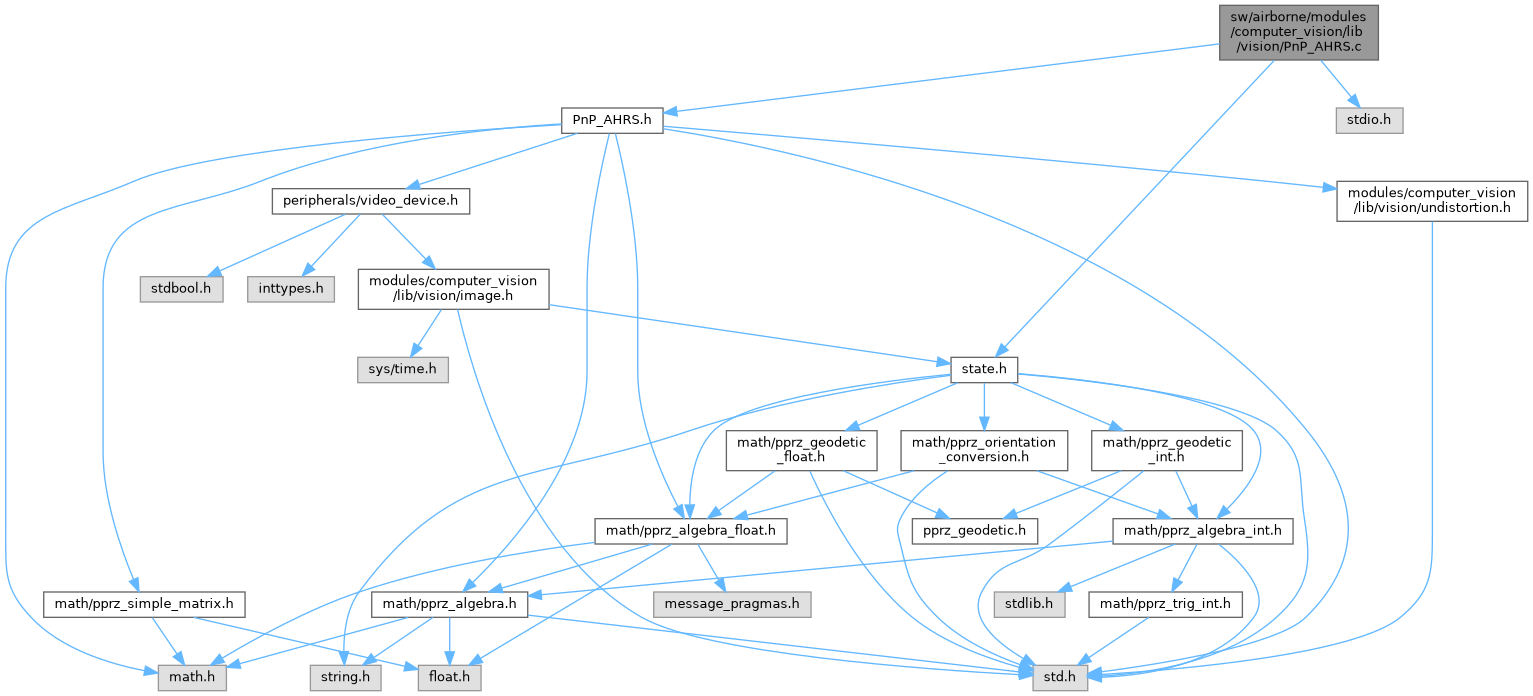 sw/airborne/modules
/computer_vision/lib
/vision/PnP_AHRS.c
PnP_AHRS.h
stdio.h
peripherals/video_device.h
modules/computer_vision
/lib/vision/undistortion.h
stdbool.h
inttypes.h
modules/computer_vision
/lib/vision/image.h
sys/time.h
state.h
math/pprz_geodetic
_float.h
math/pprz_orientation
_conversion.h
math/pprz_geodetic
_int.h
math/pprz_algebra_float.h
pprz_geodetic.h
math/pprz_algebra_int.h
math/pprz_simple_matrix.h
math/pprz_algebra.h
message_pragmas.h
stdlib.h
math/pprz_trig_int.h
math.h
string.h
float.h
std.h